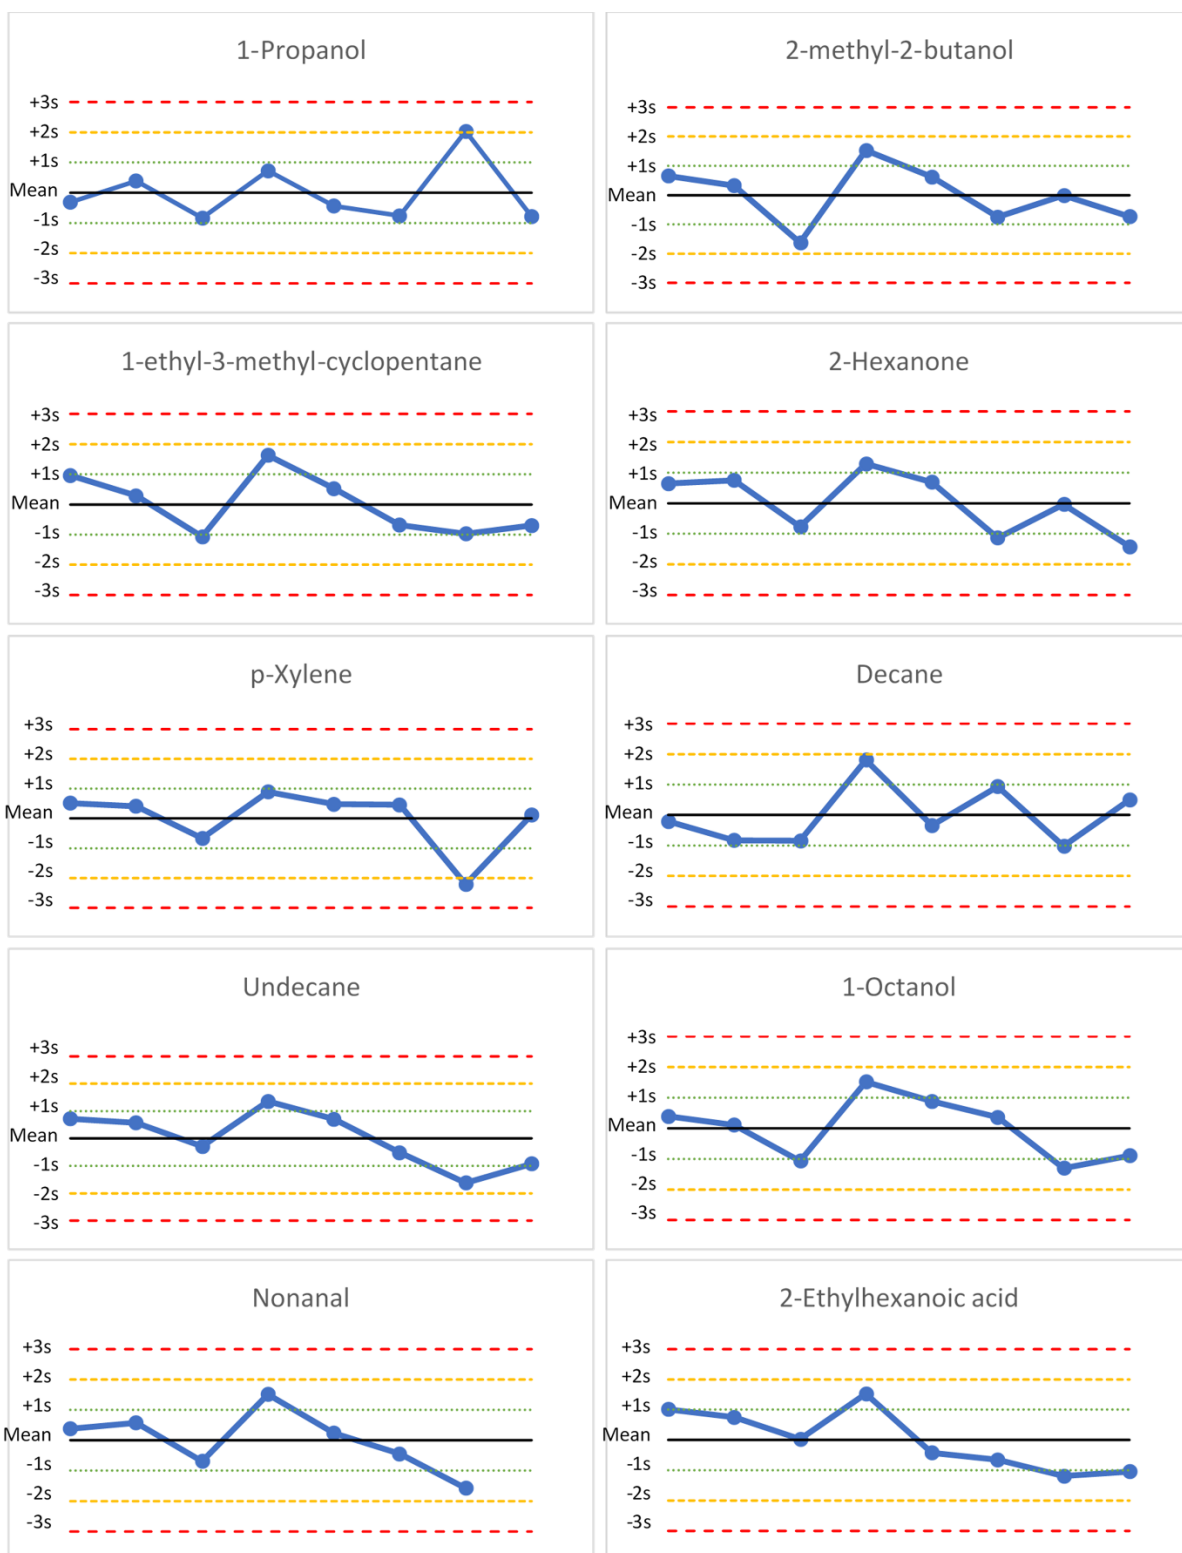 1-Propanol
+3s
+2s
+1s
Mean
-1s
-2s
-3s
2-methyl-2-butanol
+3s
+2s
+1s
Mean
-1s
-2s
-3s
1-ethyl-3-methyl-cyclopentane
+3s
+2s
+1s
Mean
-1s
-2s
-3s
2-Hexanone
+3s
+2s
+1s
Mean
-1s
-2s
-3s
p-Xylene
+3s
+2s
+1s
Mean
-1s
-2s
-3s
Decane
+3s
+2s
+1s
Mean
-1s
-2s
-3s
Undecane
+3s
+2s
+1s
Mean
-1s
-2s
-3s
1-Octanol
+3s
+2s
+1s
Mean
-1s
-2s
-3s
Nonanal
+3s
+2s
+1s
Mean
-1s
-2s
-3s
2-Ethylhexanoic acid
+3s
+2s
+1s
Mean
-1s
-2s
-3s